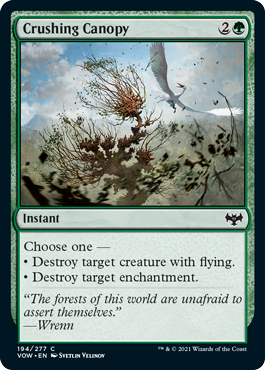 Crushing Canopy 2
Instant
Choose one —
• Destroy target creature with flying.
• Destroy target enchantment.
“The forests of this world are unafraid to
assert themselves.”
—Wrenn
194/277 C
VOW • EN Svetlin Velinov
™ & © 2021 Wizards of the Coast